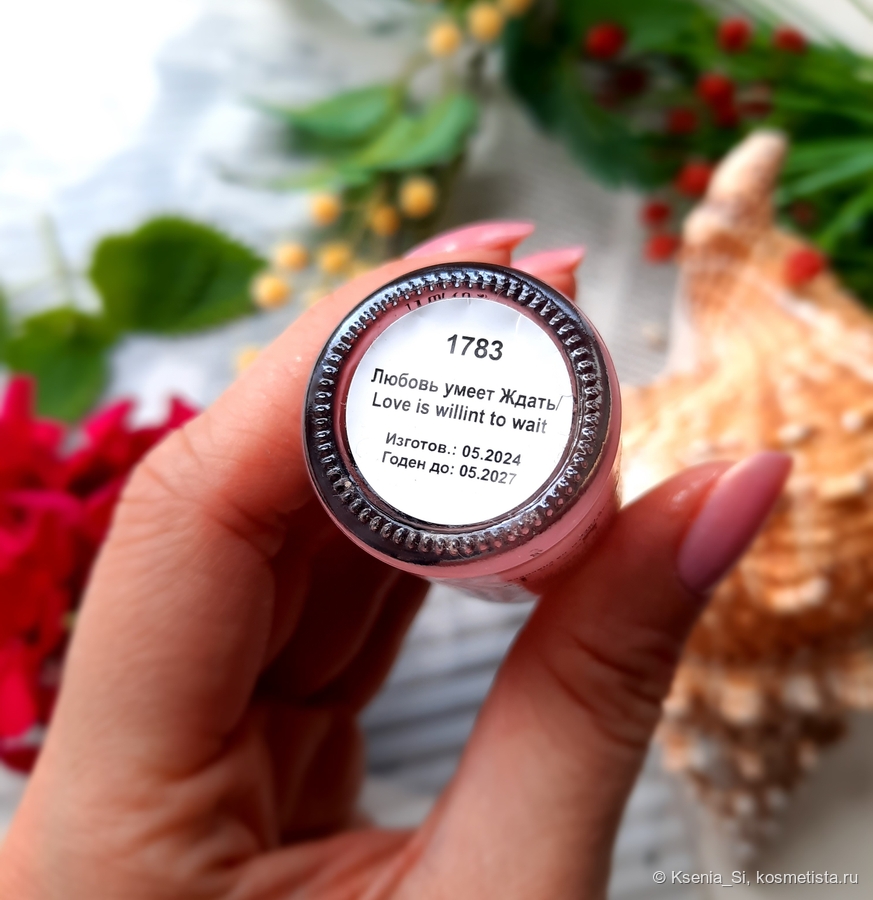 1783
Любовь умеет Ждать/
Love is willint to wait
Изготов.: 05.2024
Годен до: 05.2027
© Ksenia_Si, kosmetista.ru